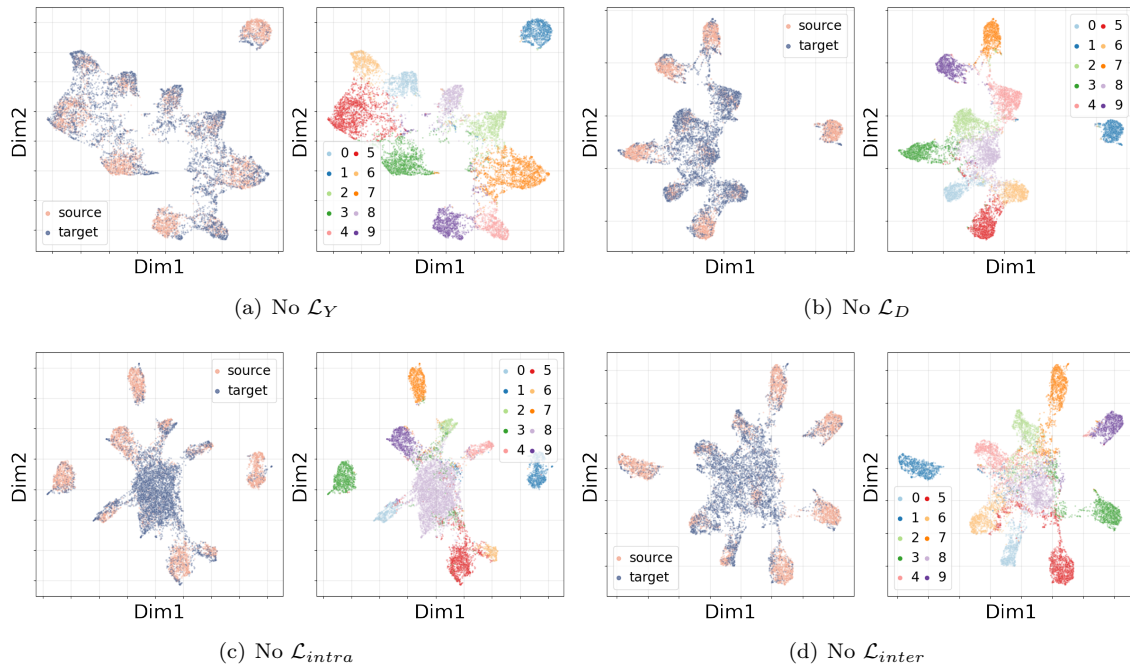 Dim2
source
target
Dim1
Dim2
0 5
1 6
2 7
3 8
4 9
Dim1
(a) No ℒ_Y
Dim2
source
target
Dim1
Dim2
0 5
1 6
2 7
3 8
4 9
Dim1
(b) No ℒ_D
Dim2
source
target
Dim1
Dim2
0 5
1 6
2 7
3 8
4 9
Dim1
(c) No ℒ_intra
Dim2
source
target
Dim1
Dim2
0 5
1 6
2 7
3 8
4 9
Dim1
(d) No ℒ_inter